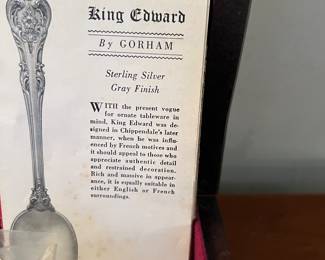 King Edward
By GORHAM
Sterling Silver
Gray Finish
WITH the present vogue
for ornate tableware in
mind, King Edward was de-
signed in Chippendale's later
manner, when he was influ-
enced by French motives and
it should appeal to those who
appreciate authentic detail
and restrained decoration.
Rich and massive in appear-
ance, it is equally suitable in
either English or French
surroundings.